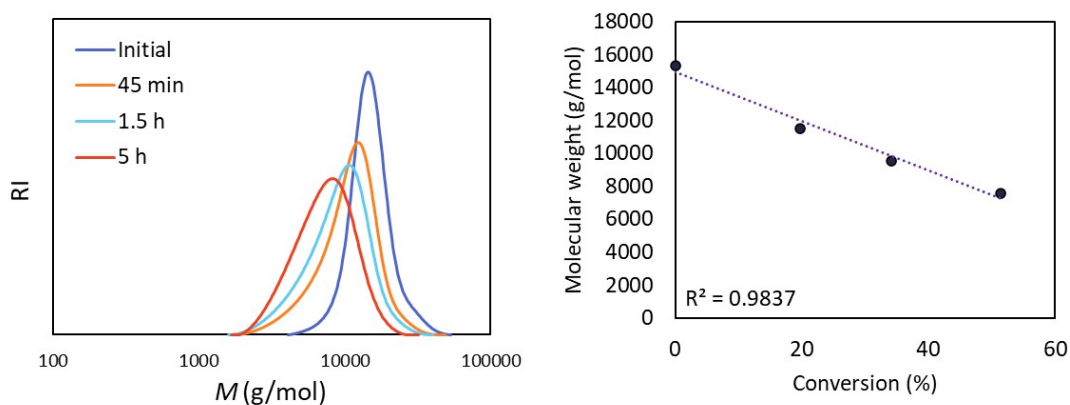 Initial
45 min
1.5 h
5 h
RI
100
1000
10000
100000
M (g/mol)
18000
16000
14000
12000
10000
8000
6000
4000
2000
0
Molecular weight (g/mol)
R² = 0.9837
0
20
40
60
Conversion (%)